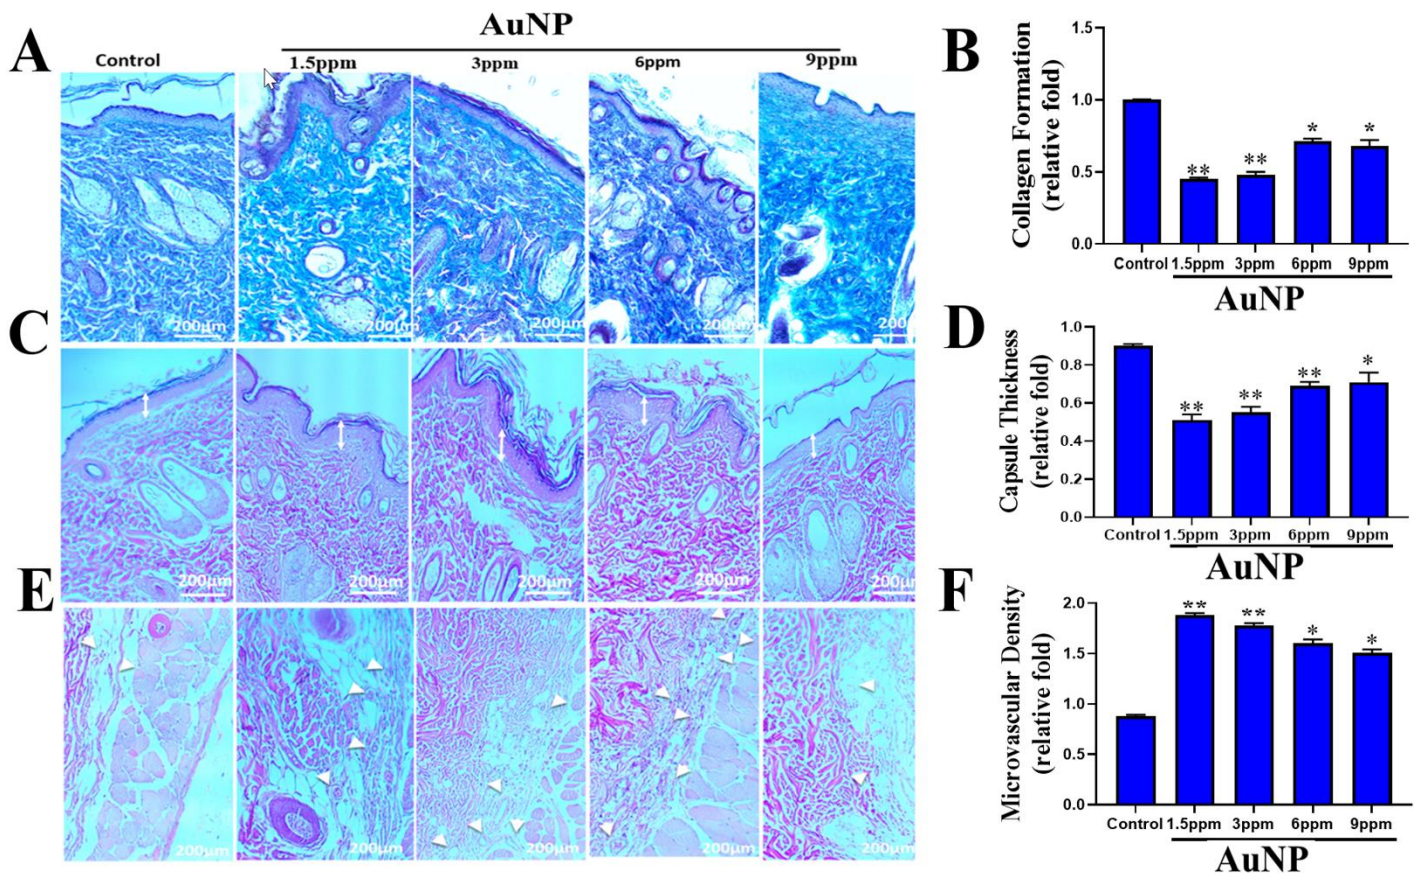 A
AuNP
Control 1.5ppm 3ppm 6ppm 9ppm
200μm 200μm 200μm 200μm 200μm
B
Collagen Formation
(relative fold)
1.5
1.0
0.5
0.0
** ** * *
Control 1.5ppm 3ppm 6ppm 9ppm
AuNP
C
200μm 200μm 200μm 200μm 200μm
D
Capsule Thickness
(relative fold)
1.0
0.8
0.6
0.4
0.2
0.0
** ** ** *
Control 1.5ppm 3ppm 6ppm 9ppm
AuNP
E
200μm 200μm 200μm 200μm 200μm
F
Microvascular Density
(relative fold)
2.0
1.5
1.0
0.5
0.0
** ** * *
Control 1.5ppm 3ppm 6ppm 9ppm
AuNP